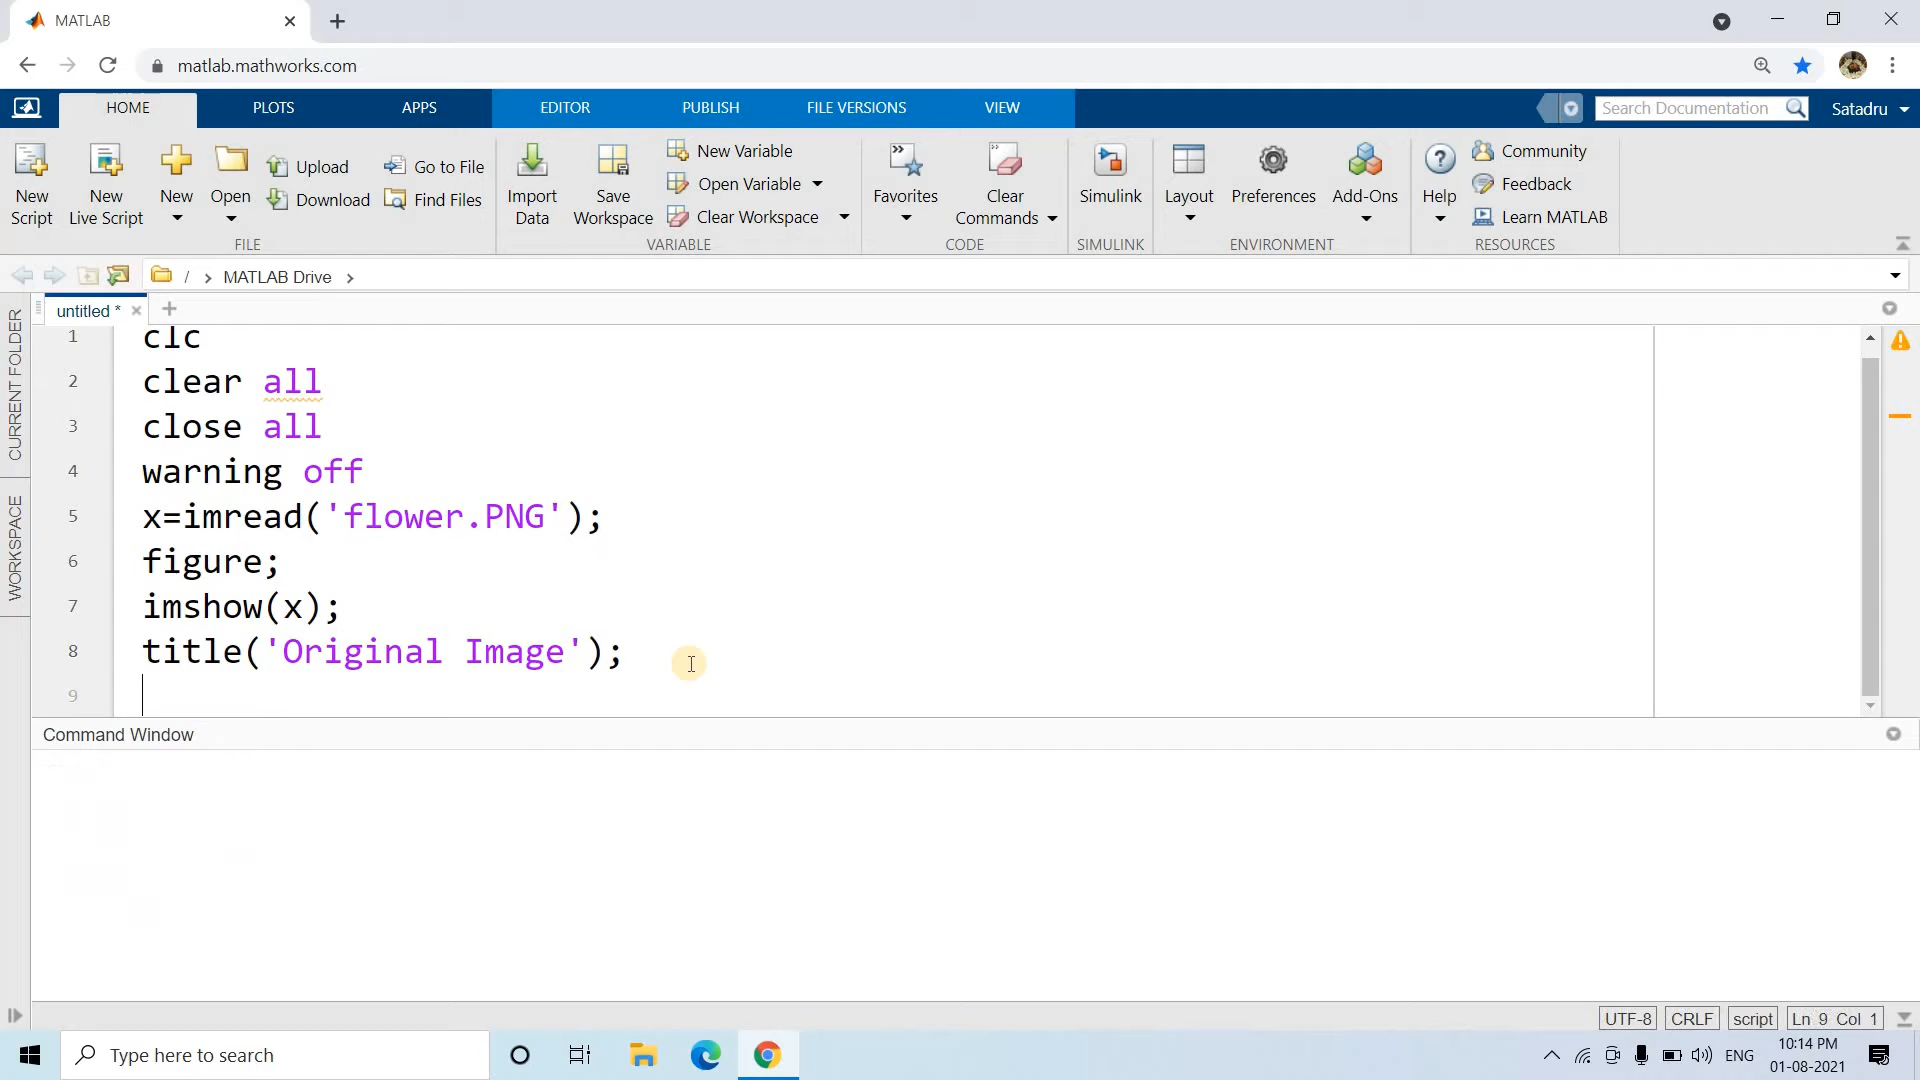 MATLAB
matlab.mathworks.com
HOME PLOTS APPS EDITOR PUBLISH FILE VERSIONS VIEW Search Documentation Satadru
New Script
New Live Script
New
Open
Upload
Download
Go to File
Find Files
FILE
Import Data
Save Workspace
New Variable
Open Variable
Clear Workspace
VARIABLE
Favorites
Clear Commands
CODE
Simulink
SIMULINK
Layout
Preferences
Add-Ons
ENVIRONMENT
Help
Community
Feedback
Learn MATLAB
RESOURCES
/ > MATLAB Drive >
CURRENT FOLDER
WORKSPACE
untitled *
1 clc
2 clear all
3 close all
4 warning off
5 x=imread('flower.PNG');
6 figure;
7 imshow(x);
8 title('Original Image');
9
Command Window
UTF-8 CRLF script Ln 9 Col 1
Type here to search
ENG
10:14 PM
01-08-2021